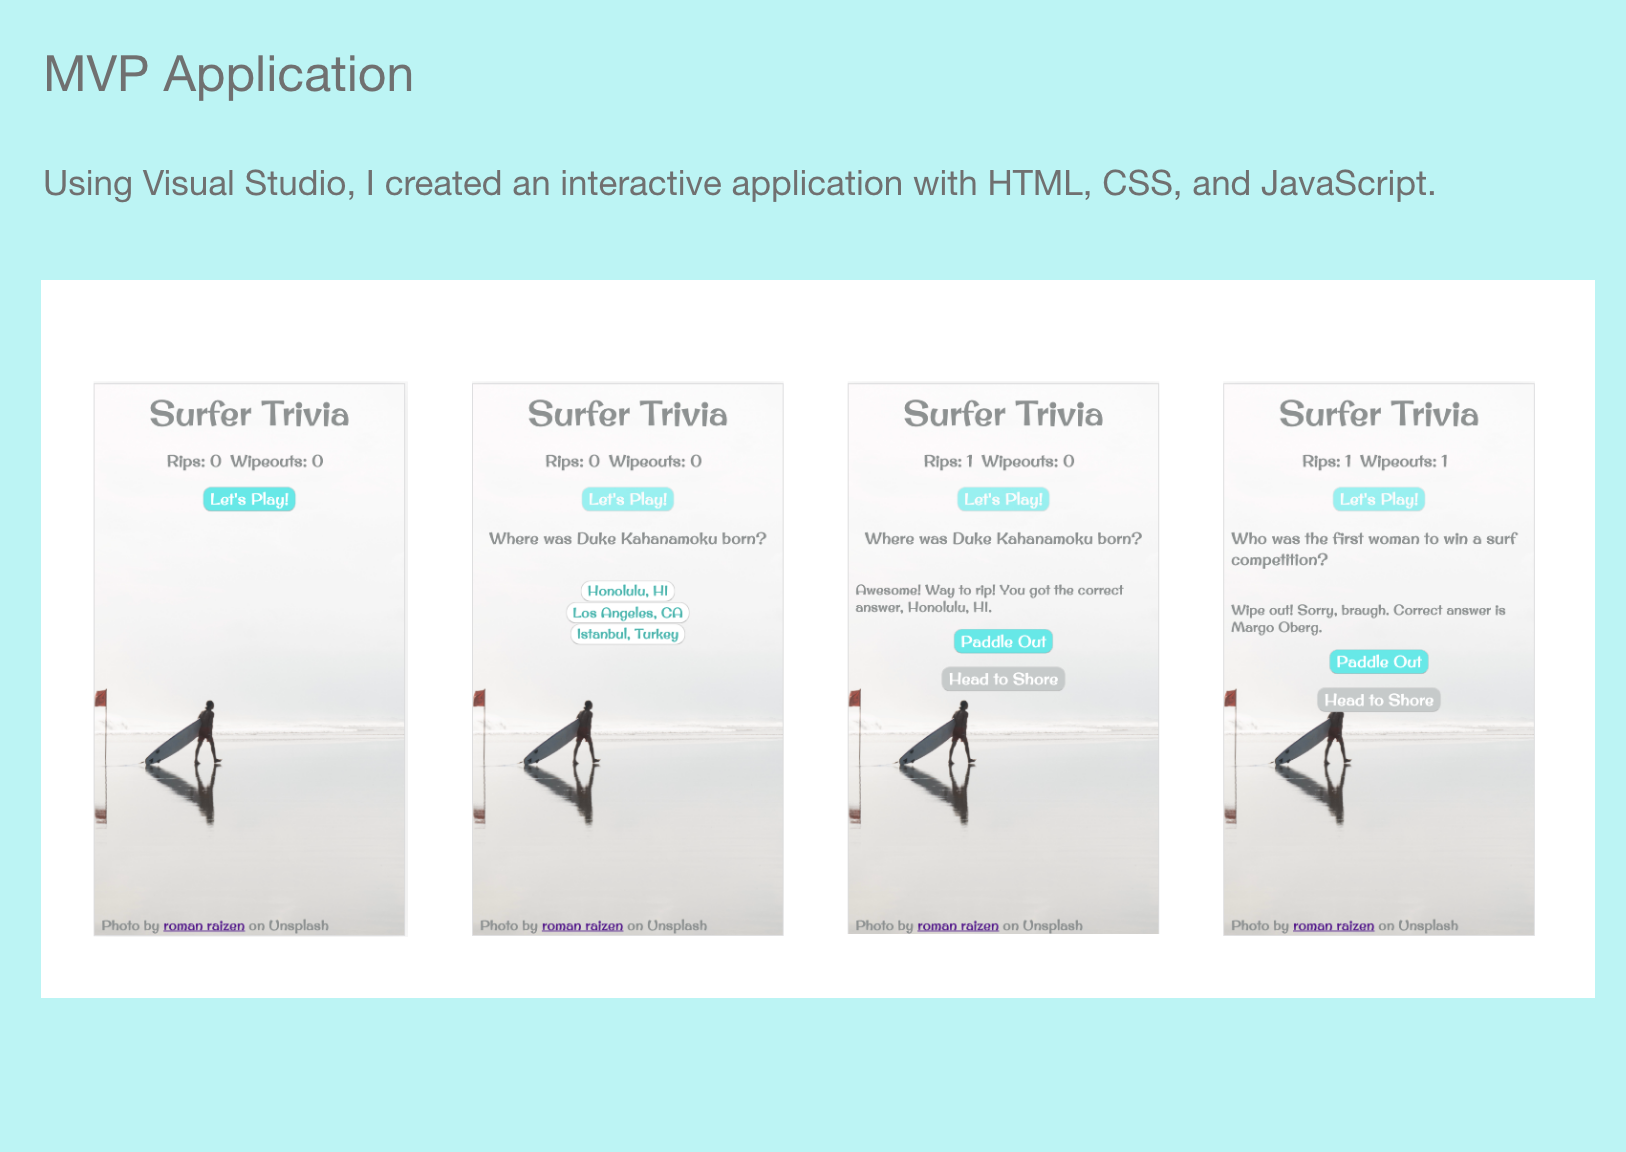 MVP Application
Using Visual Studio, I created an interactive application with HTML, CSS, and JavaScript.
Surfer Trivia
Rips: 0 Wipeouts: 0
Let's Play!
Photo by roman raizen on Unsplash
Surfer Trivia
Rips: 0 Wipeouts: 0
Let's Play!
Where was Duke Kahanamoku born?
Honolulu, HI
Los Angeles, CA
Istanbul, Turkey
Photo by roman raizen on Unsplash
Surfer Trivia
Rips: 1 Wipeouts: 0
Let's Play!
Where was Duke Kahanamoku born?
Awesome! Way to rip! You got the correct
answer, Honolulu, HI.
Paddle Out
Head to Shore
Photo by roman raizen on Unsplash
Surfer Trivia
Rips: 1 Wipeouts: 1
Let's Play!
Who was the first woman to win a surf
competition?
Wipe out! Sorry, braugh. Correct answer is
Margo Oberg.
Paddle Out
Head to Shore
Photo by roman raizen on Unsplash